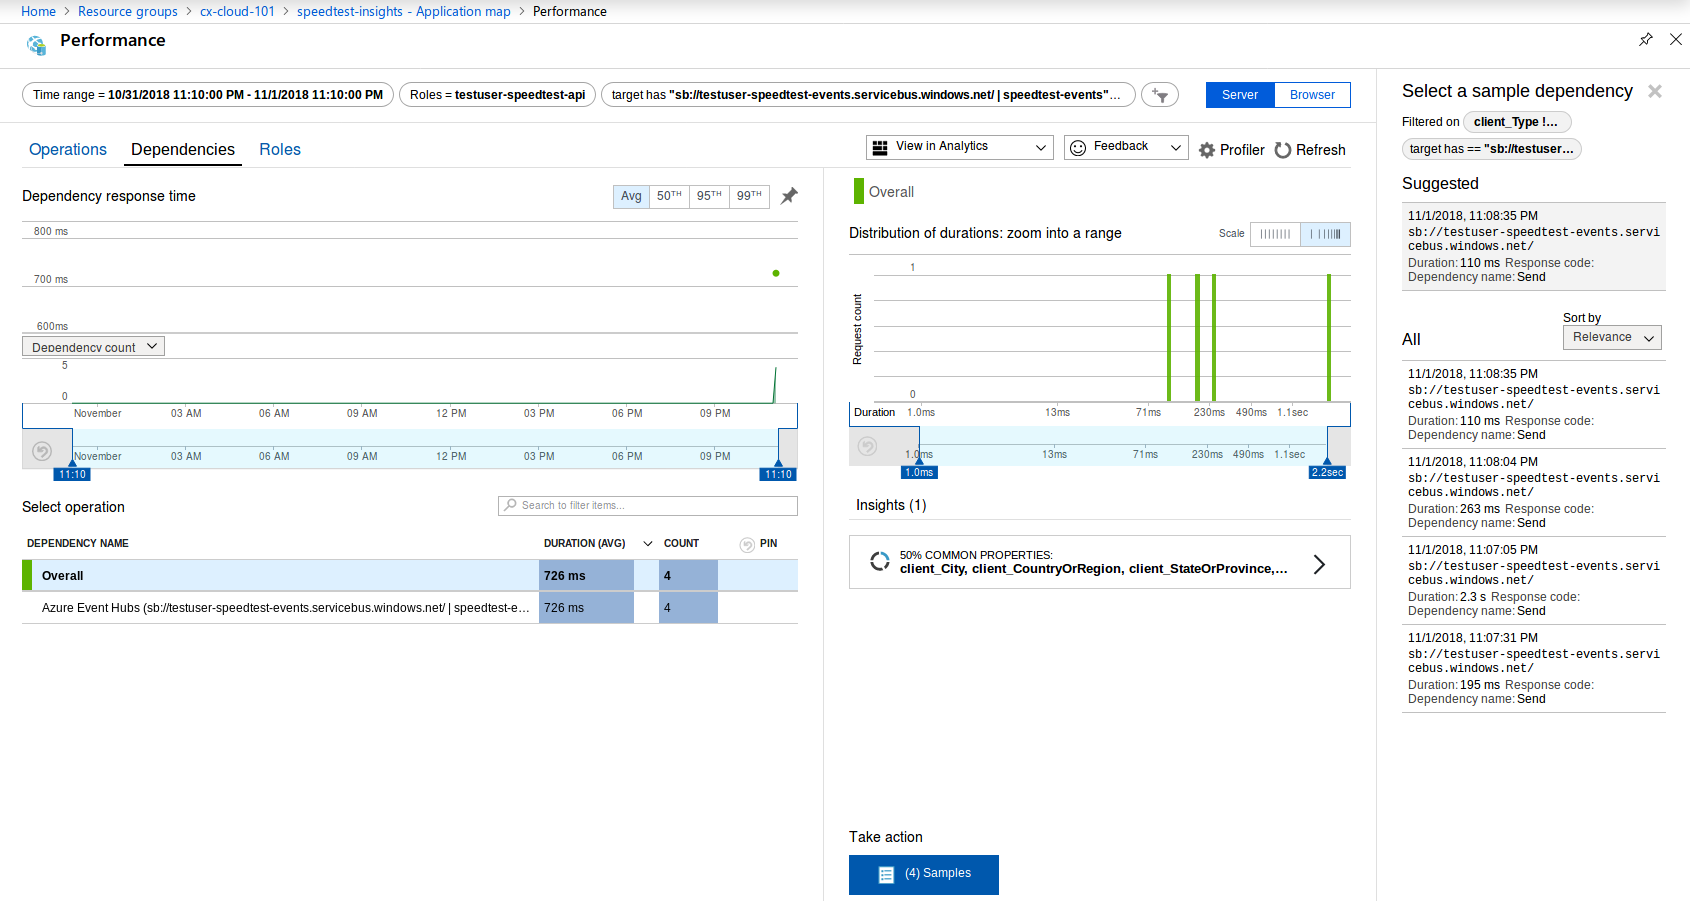 Home > Resource groups > cx-cloud-101 > speedtest-insights - Application map > Performance
Performance
Time range = 10/31/2018 11:10:00 PM - 11/1/2018 11:10:00 PM
Roles = testuser-speedtest-api
target has "sb://testuser-speedtest-events.servicebus.windows.net/ | speedtest-events"...
Server
Browser
Operations
Dependencies
Roles
View in Analytics
Feedback
Profiler
Refresh
Dependency response time
Avg
50TH
95TH
99TH
800 ms
700 ms
600ms
Dependency count
5
0
November 03 AM 06 AM 09 AM 12 PM 03 PM 06 PM 09 PM
November 03 AM 06 AM 09 AM 12 PM 03 PM 06 PM 09 PM
11:10
11:10
Select operation
Search to filter items...
DEPENDENCY NAME DURATION (AVG) COUNT PIN
Overall 726 ms 4
Azure Event Hubs (sb://testuser-speedtest-events.servicebus.windows.net/ | speedtest-e... 726 ms 4
Overall
Distribution of durations: zoom into a range
Scale
Request count
1
0
Duration 1.0ms 13ms 71ms 230ms 490ms 1.1sec
1.0ms 13ms 71ms 230ms 490ms 1.1sec
1.0ms
2.2sec
Insights (1)
50% COMMON PROPERTIES:
client_City, client_CountryOrRegion, client_StateOrProvince,...
Take action
(4) Samples
Select a sample dependency
Filtered on client_Type !...
target has == "sb://testuser...
Suggested
11/1/2018, 11:08:35 PM
sb://testuser-speedtest-events.servi
cebus.windows.net/
Duration: 110 ms Response code:
Dependency name: Send
Sort by
All
Relevance
11/1/2018, 11:08:35 PM
sb://testuser-speedtest-events.servi
cebus.windows.net/
Duration: 110 ms Response code:
Dependency name: Send
11/1/2018, 11:08:04 PM
sb://testuser-speedtest-events.servi
cebus.windows.net/
Duration: 263 ms Response code:
Dependency name: Send
11/1/2018, 11:07:05 PM
sb://testuser-speedtest-events.servi
cebus.windows.net/
Duration: 2.3 s Response code:
Dependency name: Send
11/1/2018, 11:07:31 PM
sb://testuser-speedtest-events.servi
cebus.windows.net/
Duration: 195 ms Response code:
Dependency name: Send